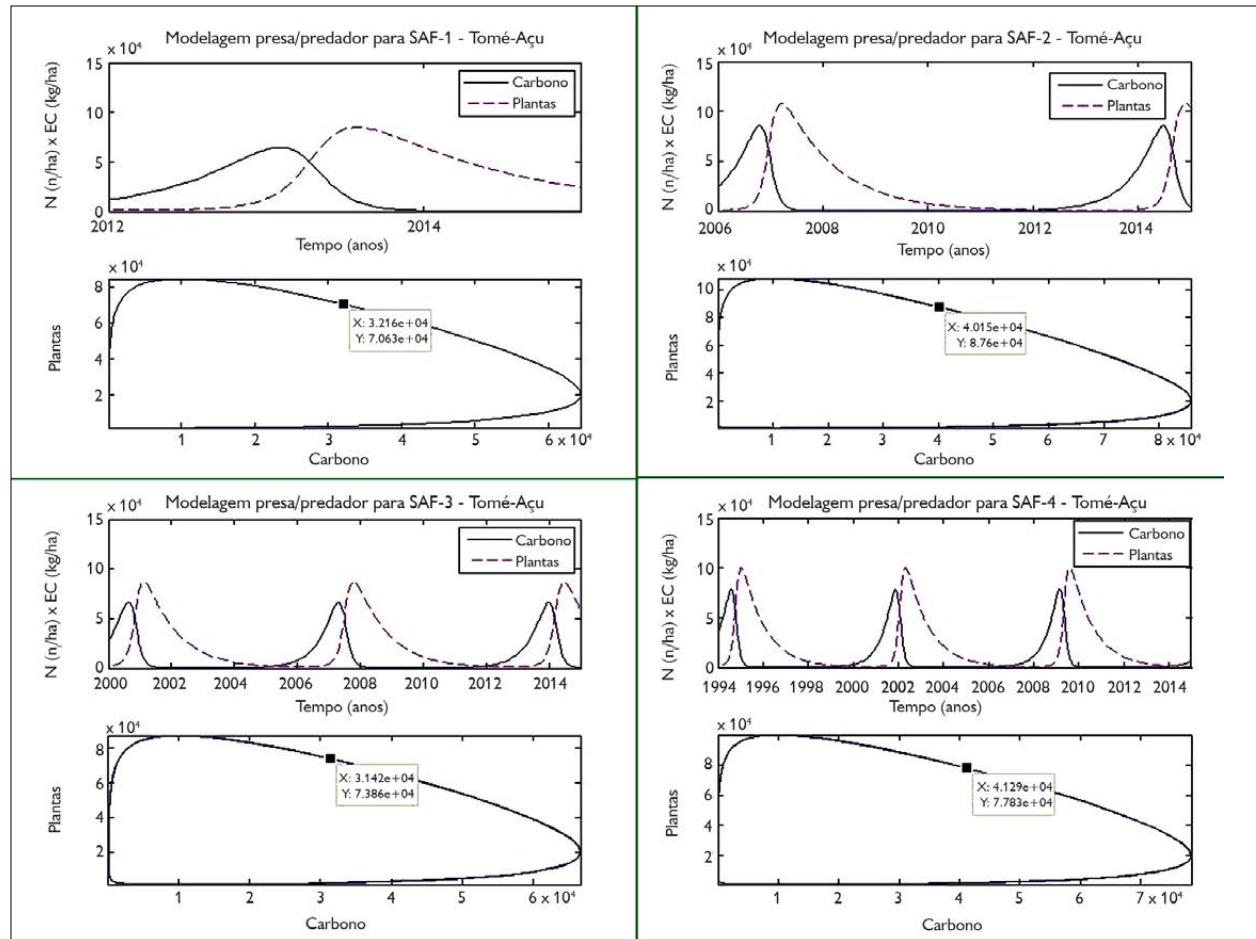 Modelagem presa/predador para SAF-1 - Tomé-Açu
x 10⁴
N (n/ha) x EC (kg/ha)
15
10
5
0
Carbono
Plantas
2012 2014
Tempo (anos)
x 10⁴
Plantas
8
6
4
2
X: 3.216e+04
Y: 7.063e+04
1 2 3 4 5 6 x 10⁴
Carbono
Modelagem presa/predador para SAF-2 - Tomé-Açu
x 10⁴
N (n/ha) x EC (kg/ha)
15
10
5
0
Carbono
Plantas
2006 2008 2010 2012 2014
Tempo (anos)
x 10⁴
Plantas
10
8
6
4
2
X: 4.015e+04
Y: 8.76e+04
1 2 3 4 5 6 7 8 x 10⁴
Carbono
Modelagem presa/predador para SAF-3 - Tomé-Açu
x 10⁴
N (n/ha) x EC (kg/ha)
15
10
5
0
Carbono
Plantas
2000 2002 2004 2006 2008 2010 2012 2014
Tempo (anos)
x 10⁴
Plantas
8
6
4
2
X: 3.142e+04
Y: 7.386e+04
1 2 3 4 5 6 x 10⁴
Carbono
Modelagem presa/predador para SAF-4 - Tomé-Açu
x 10⁴
N (n/ha) x EC (kg/ha)
15
10
5
0
Carbono
Plantas
1994 1996 1998 2000 2002 2004 2006 2008 2010 2012 2014
Tempo (anos)
x 10⁴
Plantas
10
8
6
4
2
X: 4.129e+04
Y: 7.783e+04
1 2 3 4 5 6 7 x 10⁴
Carbono